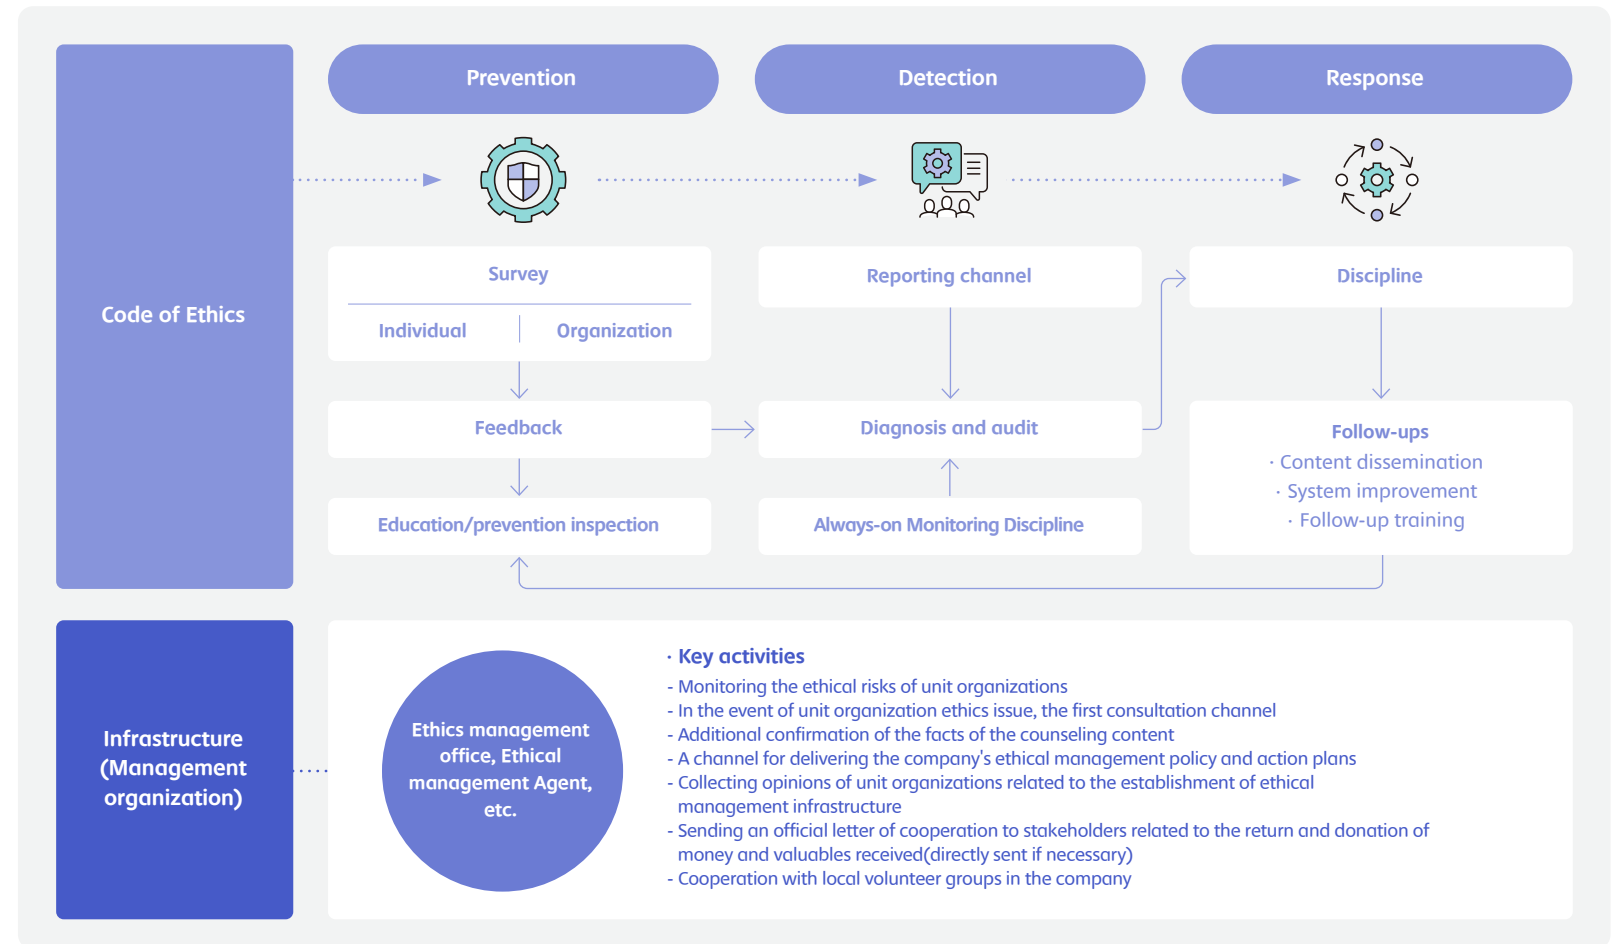 Code of Ethics
Prevention
Detection
Response
Survey
Individual
Organization
Feedback
Education/prevention inspection
Reporting channel
Diagnosis and audit
Always-on Monitoring Discipline
Discipline
Follow-ups
· Content dissemination
· System improvement
· Follow-up training
Infrastructure
(Management
organization)
Ethics management
office, Ethical
management Agent,
etc.
· Key activities
- Monitoring the ethical risks of unit organizations
- In the event of unit organization ethics issue, the first consultation channel
- Additional confirmation of the facts of the counseling content
- A channel for delivering the company's ethical management policy and action plans
- Collecting opinions of unit organizations related to the establishment of ethical
management infrastructure
- Sending an official letter of cooperation to stakeholders related to the return and donation of
money and valuables received(directly sent if necessary)
- Cooperation with local volunteer groups in the company